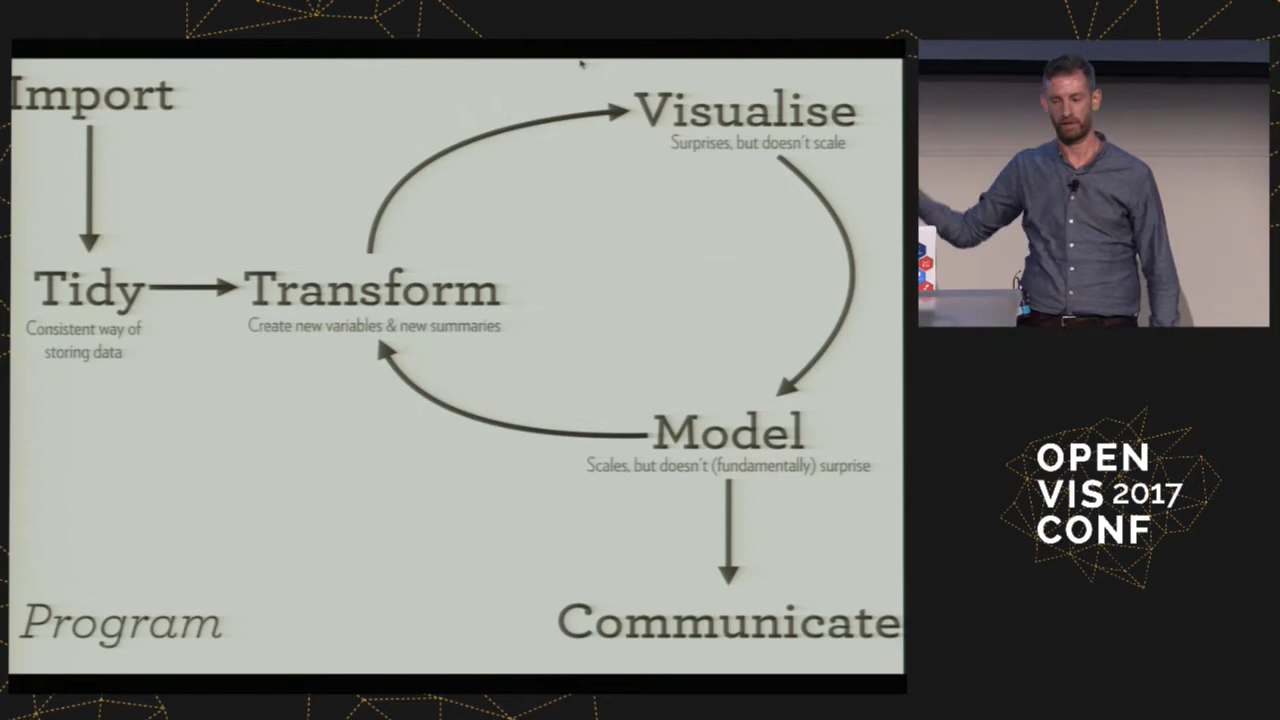 Import
Visualise
Surprises, but doesn't scale
Tidy
Transform
Consistent way of
storing data
Create new variables & new summaries
Model
Scales, but doesn't (fundamentally) surprise
Program
Communicate
OPEN
VIS 2017
CONF